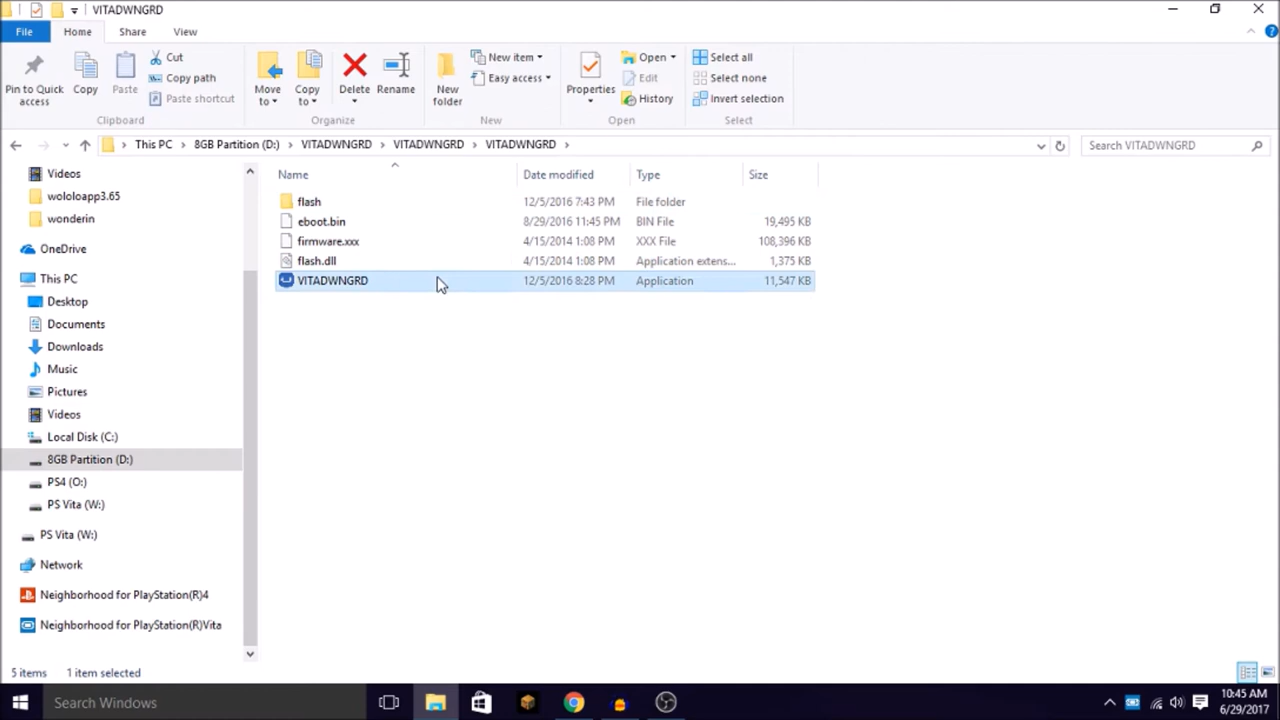 VITADWNGRD
File Home Share View
Pin to Quick access
Copy
Paste
Cut
Copy path
Paste shortcut
Clipboard
Move to
Copy to
Delete
Rename
Organize
New folder
New item
Easy access
New
Properties
Open
Edit
History
Open
Select all
Select none
Invert selection
Select
This PC 8GB Partition (D:) VITADWNGRD VITADWNGRD VITADWNGRD
Search VITADWNGRD
Videos
wololoapp3.65
wonderin
OneDrive
This PC
Desktop
Documents
Downloads
Music
Pictures
Videos
Local Disk (C:)
8GB Partition (D:)
PS4 (O:)
PS Vita (W:)
PS Vita (W:)
Network
Neighborhood for PlayStation(R)4
Neighborhood for PlayStation(R)Vita
Name Date modified Type Size
flash 12/5/2016 7:43 PM File folder
eboot.bin 8/29/2016 11:45 PM BIN File 19,495 KB
firmware.xxx 4/15/2014 1:08 PM XXX File 108,396 KB
flash.dll 4/15/2014 1:08 PM Application extens... 1,375 KB
VITADWNGRD 12/5/2016 8:28 PM Application 11,547 KB
5 items 1 item selected
Search Windows
10:45 AM
6/29/2017